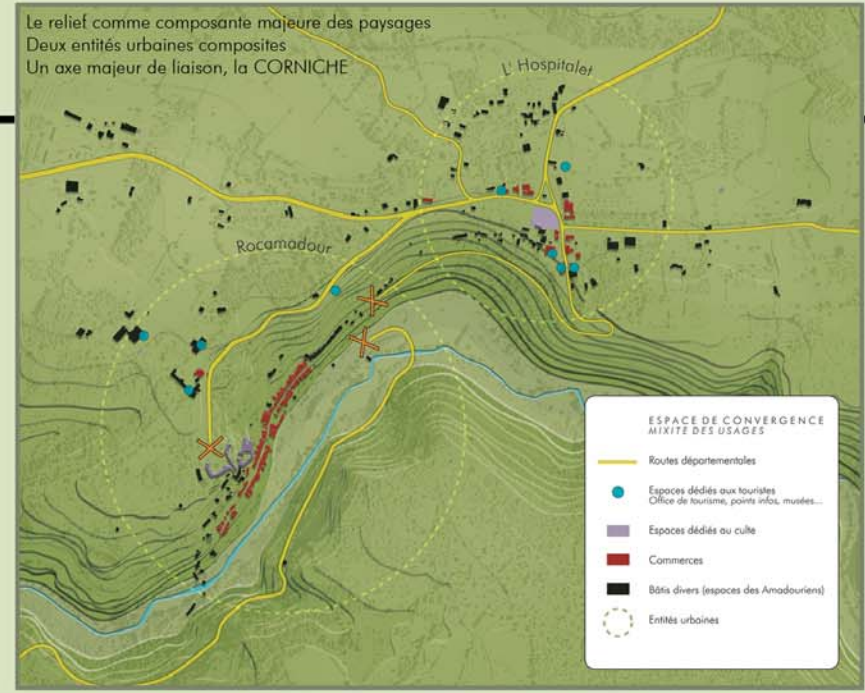 Le relief comme composante majeure des paysages
Deux entités urbaines composites
Un axe majeur de liaison, la CORNICHE
L' Hospitalet
Rocamadour
ESPACE DE CONVERGENCE
MIXITE DES USAGES
Routes départementales
Espaces dédiés aux touristes
Office de tourisme, points infos, musées...
Espaces dédiés au culte
Commerces
Bâtis divers (espaces des Amadouriens)
Entités urbaines